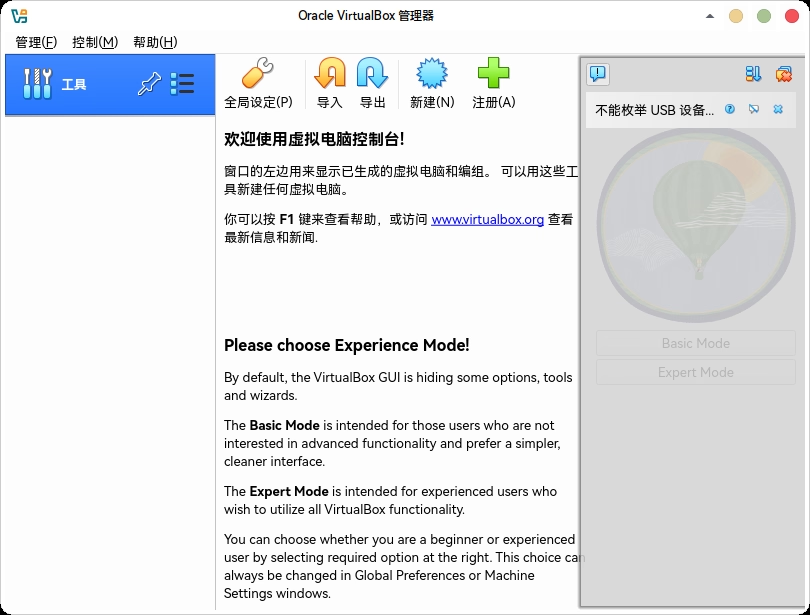 Oracle VirtualBox 管理器
管理(F) 控制(M) 帮助(H)
工具
全局设定(P) 导入 导出 新建(N) 注册(A)
不能枚举 USB 设备...
欢迎使用虚拟电脑控制台!
窗口的左边用来显示已生成的虚拟电脑和编组。 可以用这些工
具新建任何虚拟电脑。
你可以按 F1 键来查看帮助，或访问 www.virtualbox.org 查看
最新信息和新闻.
Please choose Experience Mode!
By default, the VirtualBox GUI is hiding some options, tools
and wizards.
The Basic Mode is intended for those users who are not
interested in advanced functionality and prefer a simpler,
cleaner interface.
The Expert Mode is intended for experienced users who
wish to utilize all VirtualBox functionality.
You can choose whether you are a beginner or experienced
user by selecting required option at the right. This choice can
always be changed in Global Preferences or Machine
Settings windows.
Basic Mode
Expert Mode